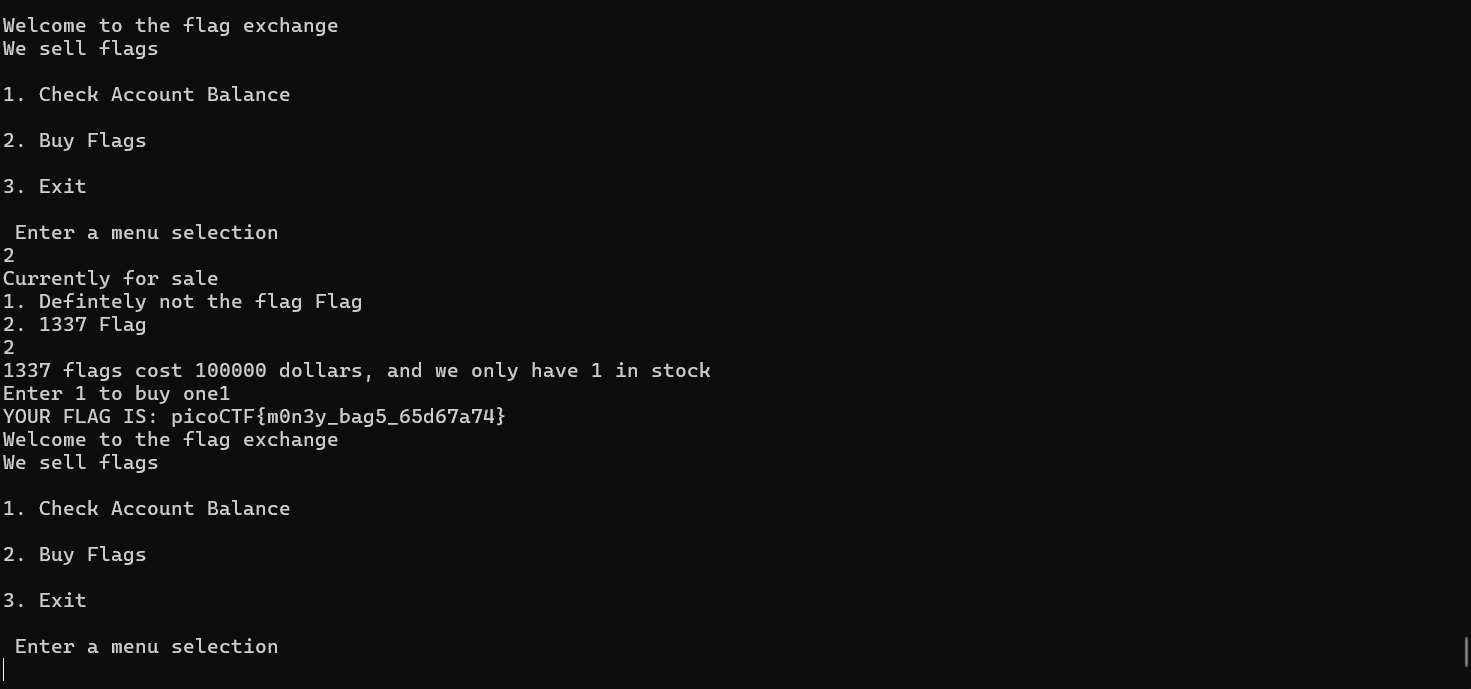 Welcome to the flag exchange
We sell flags
1. Check Account Balance
2. Buy Flags
3. Exit
Enter a menu selection
2
Currently for sale
1. Defintely not the flag Flag
2. 1337 Flag
2
1337 flags cost 100000 dollars, and we only have 1 in stock
Enter 1 to buy one1
YOUR FLAG IS: picoCTF{m0n3y_bag5_65d67a74}
Welcome to the flag exchange
We sell flags
1. Check Account Balance
2. Buy Flags
3. Exit
Enter a menu selection